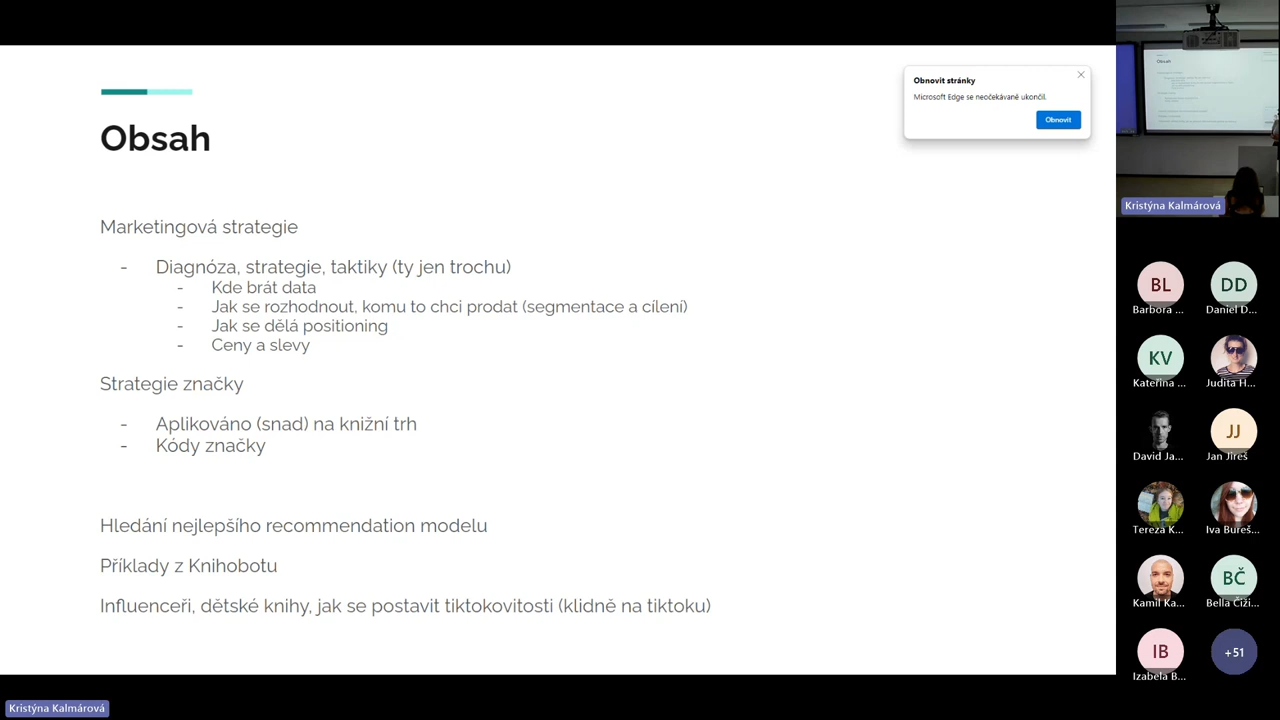 Obsah
Marketingová strategie
- Diagnóza, strategie, taktiky (ty jen trochu)
- Kde brát data
- Jak se rozhodnout, komu to chci prodat (segmentace a cílení)
- Jak se dělá positioning
- Ceny a slevy
Strategie značky
- Aplikováno (snad) na knižní trh
- Kódy značky
Hledání nejlepšího recommendation modelu
Příklady z Knihobotu
Influenceři, dětské knihy, jak se postavit tiktokovitosti (klidně na tiktoku)
Obnovit stránky
Microsoft Edge se neočekávaně ukončil.
Obnovit
Obsah
Kristýna Kalmárová
BL
DD
Barbora ...
Daniel D...
KV
Kateřina ...
Judita H...
JJ
David Ja...
Jan Jireš
Tereza K...
Iva Bureš...
BČ
Kamil Ka...
Bella Čiži...
IB
+51
Izabela B...
Kristýna Kalmárová